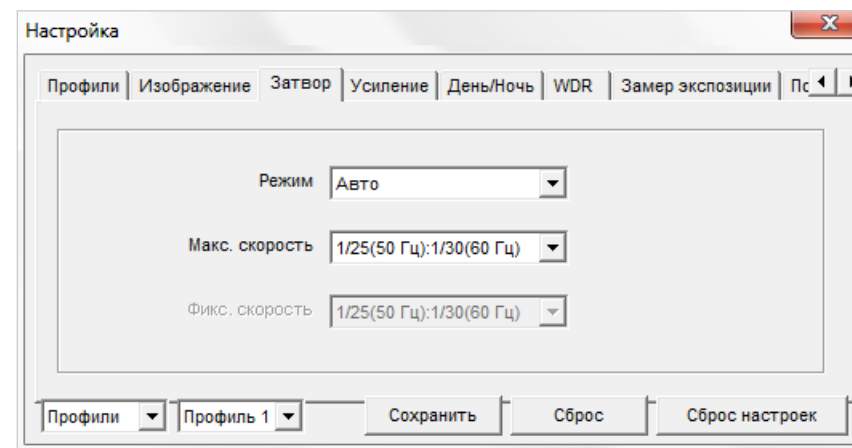 Настройка
Профили Изображение Затвор Усиление День/Ночь WDR Замер экспозиции
Режим Авто
Макс. скорость 1/25(50 Гц):1/30(60 Гц)
Фикс. скорость 1/25(50 Гц):1/30(60 Гц)
Профили Профиль 1 Сохранить Сброс Сброс настроек